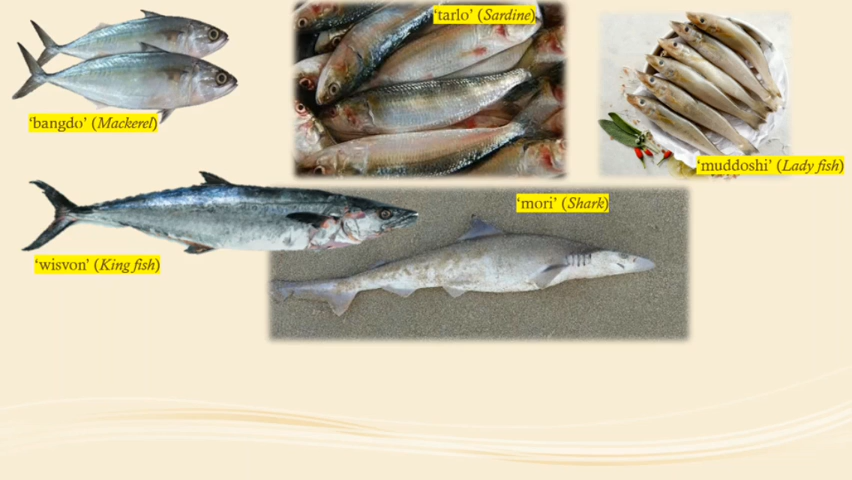 ‘tarlo’ (Sardine)
‘bangdo’ (Mackerel)
‘muddoshi’ (Lady fish)
‘mori’ (Shark)
‘wisvon’ (King fish)